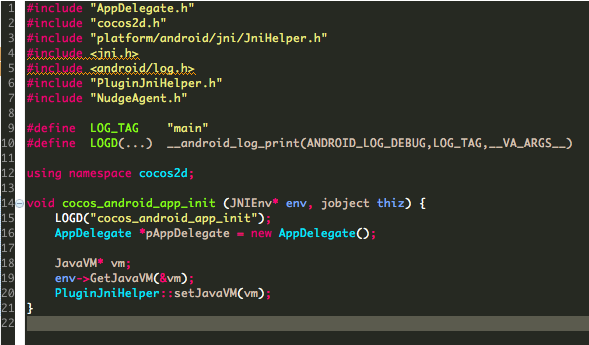 1 #include "AppDelegate.h"
2 #include "cocos2d.h"
3 #include "platform/android/jni/JniHelper.h"
4 #include <jni.h>
5 #include <android/log.h>
6 #include "PluginJniHelper.h"
7 #include "NudgeAgent.h"
8
9 #define  LOG_TAG    "main"
10 #define  LOGD(...)  __android_log_print(ANDROID_LOG_DEBUG,LOG_TAG,__VA_ARGS__)
11
12 using namespace cocos2d;
13
14 void cocos_android_app_init (JNIEnv* env, jobject thiz) {
15     LOGD("cocos_android_app_init");
16     AppDelegate *pAppDelegate = new AppDelegate();
17
18     JavaVM* vm;
19     env->GetJavaVM(&vm);
20     PluginJniHelper::setJavaVM(vm);
21 }
22